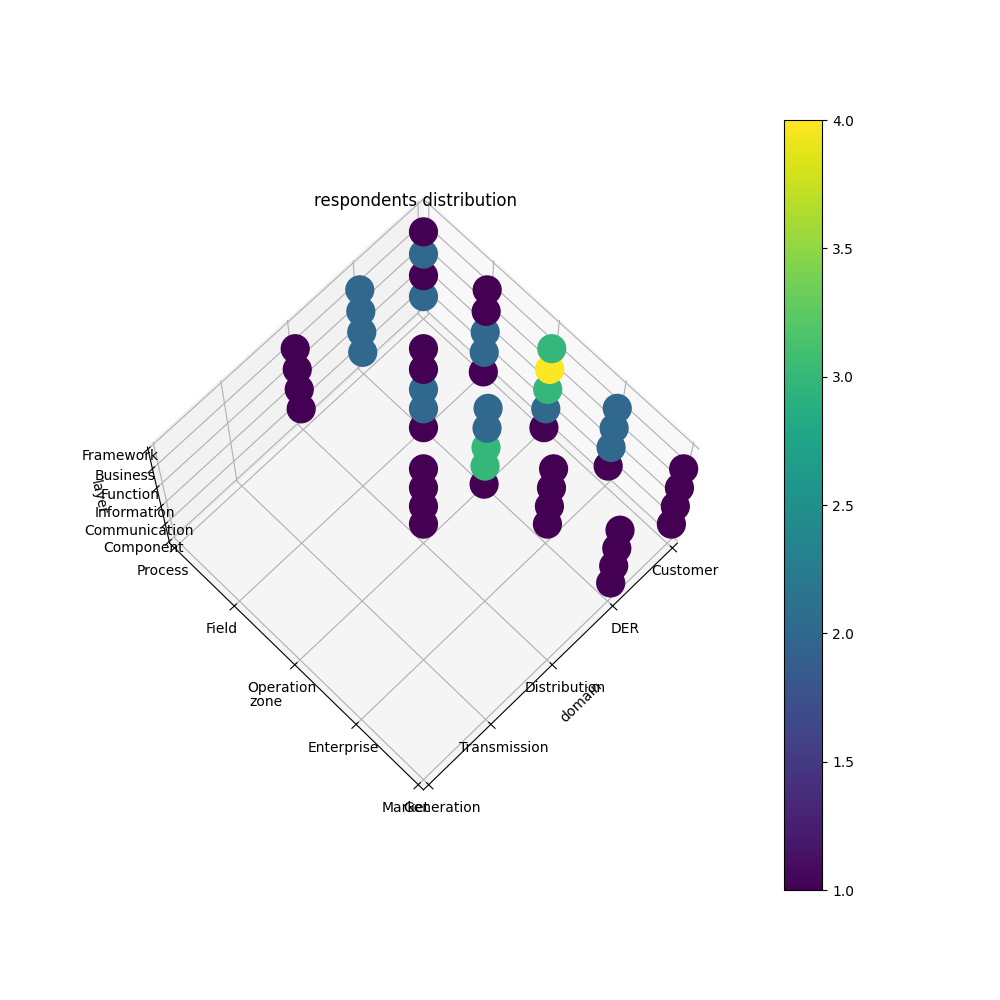 respondents distribution
Framework
Business
Function
Information
Communication
Component
layer
Process
Field
Operation
zone
Enterprise
Market
Generation
Transmission
Distribution
domain
DER
Customer
4.0
3.5
3.0
2.5
2.0
1.5
1.0